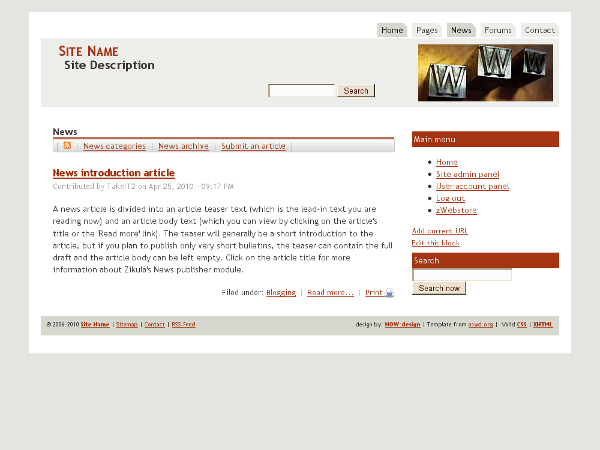 Home Pages News Forums Contact
SITE NAME
Site Description
Search
W W W
News
| | News categories | News archive | Submit an article |
Main menu
News introduction article
Contributed by TakeIT2 on Apr 25, 2010 - 09:17 PM
Home
Site admin panel
User account panel
Log out
zWebstore
A news article is divided into an article teaser text (which is the lead-in text you are
reading now) and an article body text (which you can view by clicking on the article's
title or the 'Read more' link). The teaser will generally be a short introduction to the
article, but if you plan to publish only very short bulletins, the teaser can contain the full
draft and the article body can be left empty. Click on the article title for more
information about Zikula's News publisher module.
Add current URL
Edit this block
Search
Search now
Filed under: Blogging | Read more... | Print
© 2006-2010 Site Name | Sitemap | Contact | RSS Feed
design by NOW:design | Template from oswd.org | Valid CSS | XHTML